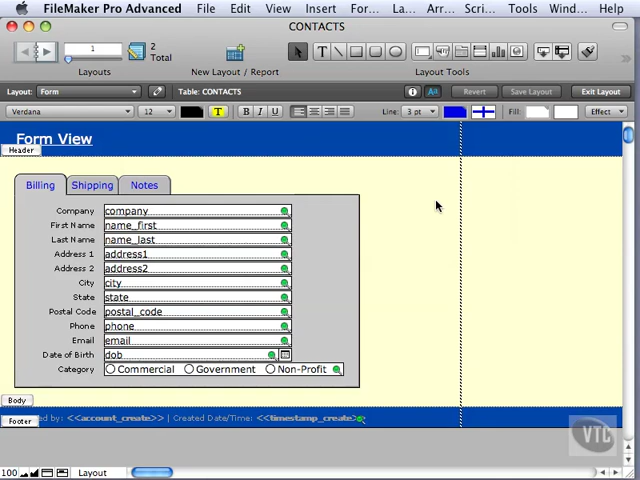 FileMaker Pro Advanced File Edit View Insert For... La... Arr... Scri... Tools Wind... Help
CONTACTS
1
2
Total
Layouts
New Layout / Report
Layout Tools
Layout: Form
Table: CONTACTS
Aa
Revert
Save Layout
Exit Layout
Verdana
12
T
B I U
Line: 3 pt
Fill:
Effect
Form View
Header
Billing Shipping Notes
Company company
First Name name_first
Last Name name_last
Address 1 address1
Address 2 address2
City city
State state
Postal Code postal_code
Phone phone
Email email
Date of Birth dob
Category Commercial Government Non-Profit
Body
Footer
ed by: <<account_create>> | Created Date/Time: <<timestamp_create>
VTC
100
Layout